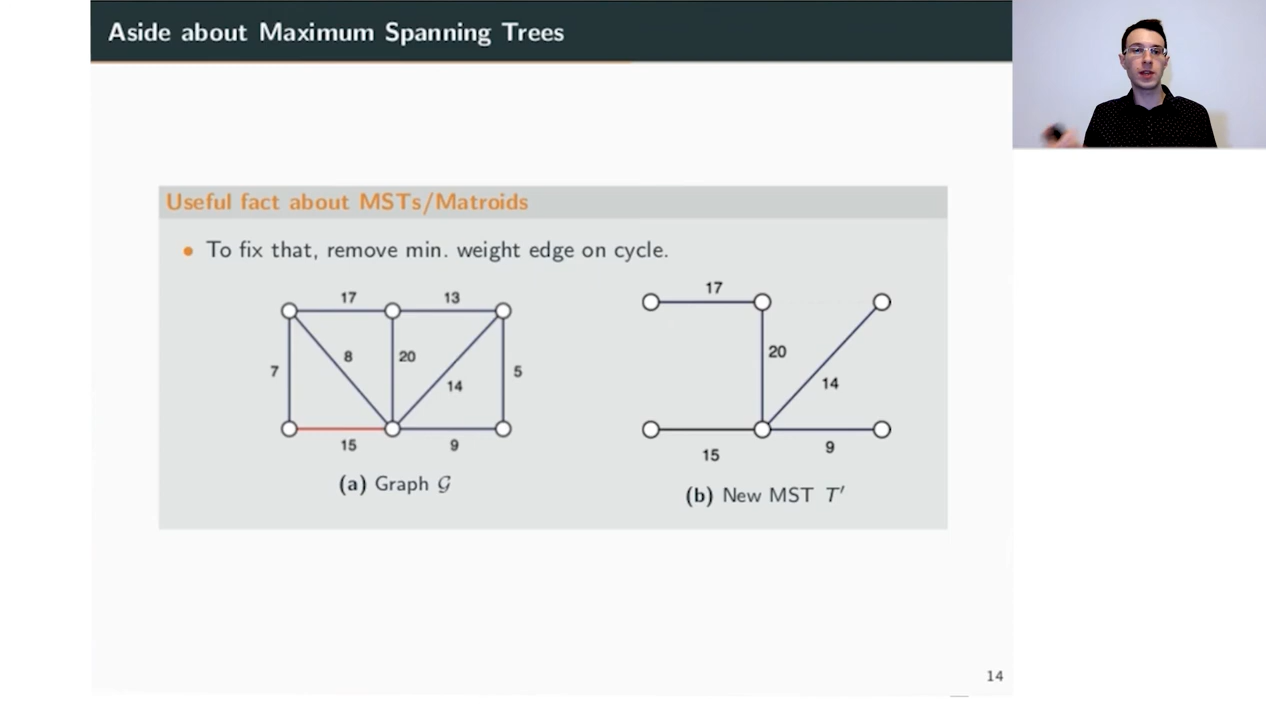 Aside about Maximum Spanning Trees
Useful fact about MSTs/Matroids
• To fix that, remove min. weight edge on cycle.
17 13
7 8 20 14 5
15 9
(a) Graph 𝒢
17
20
14
15 9
(b) New MST T′
14